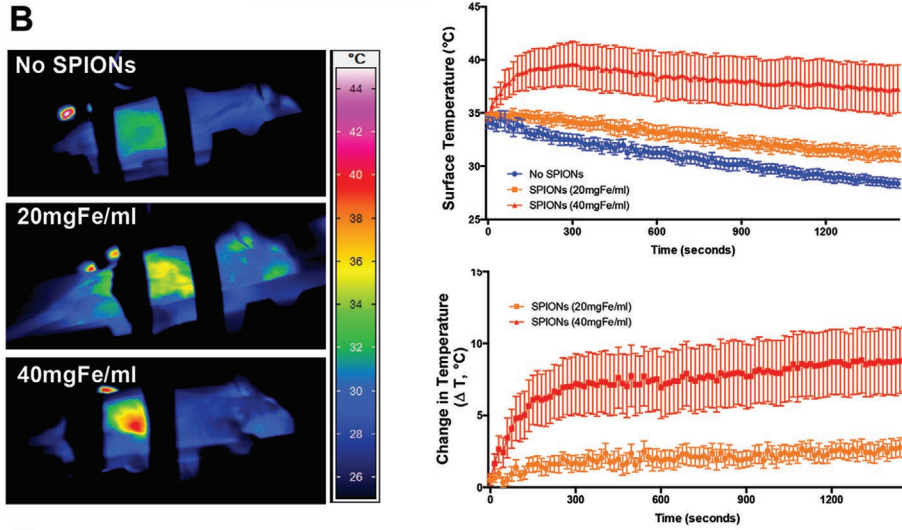 B
No SPIONs
20mgFe/ml
40mgFe/ml
°C
44
42
40
38
36
34
32
30
28
26
Surface Temperature (°C)
45
40
35
30
25
No SPIONs
SPIONs (20mgFe/ml)
SPIONs (40mgFe/ml)
0
300
600
900
1200
Time (seconds)
Change in Temperature
(Δ T, °C)
15
10
5
0
SPIONs (20mgFe/ml)
SPIONs (40mgFe/ml)
0
300
600
900
1200
Time (seconds)